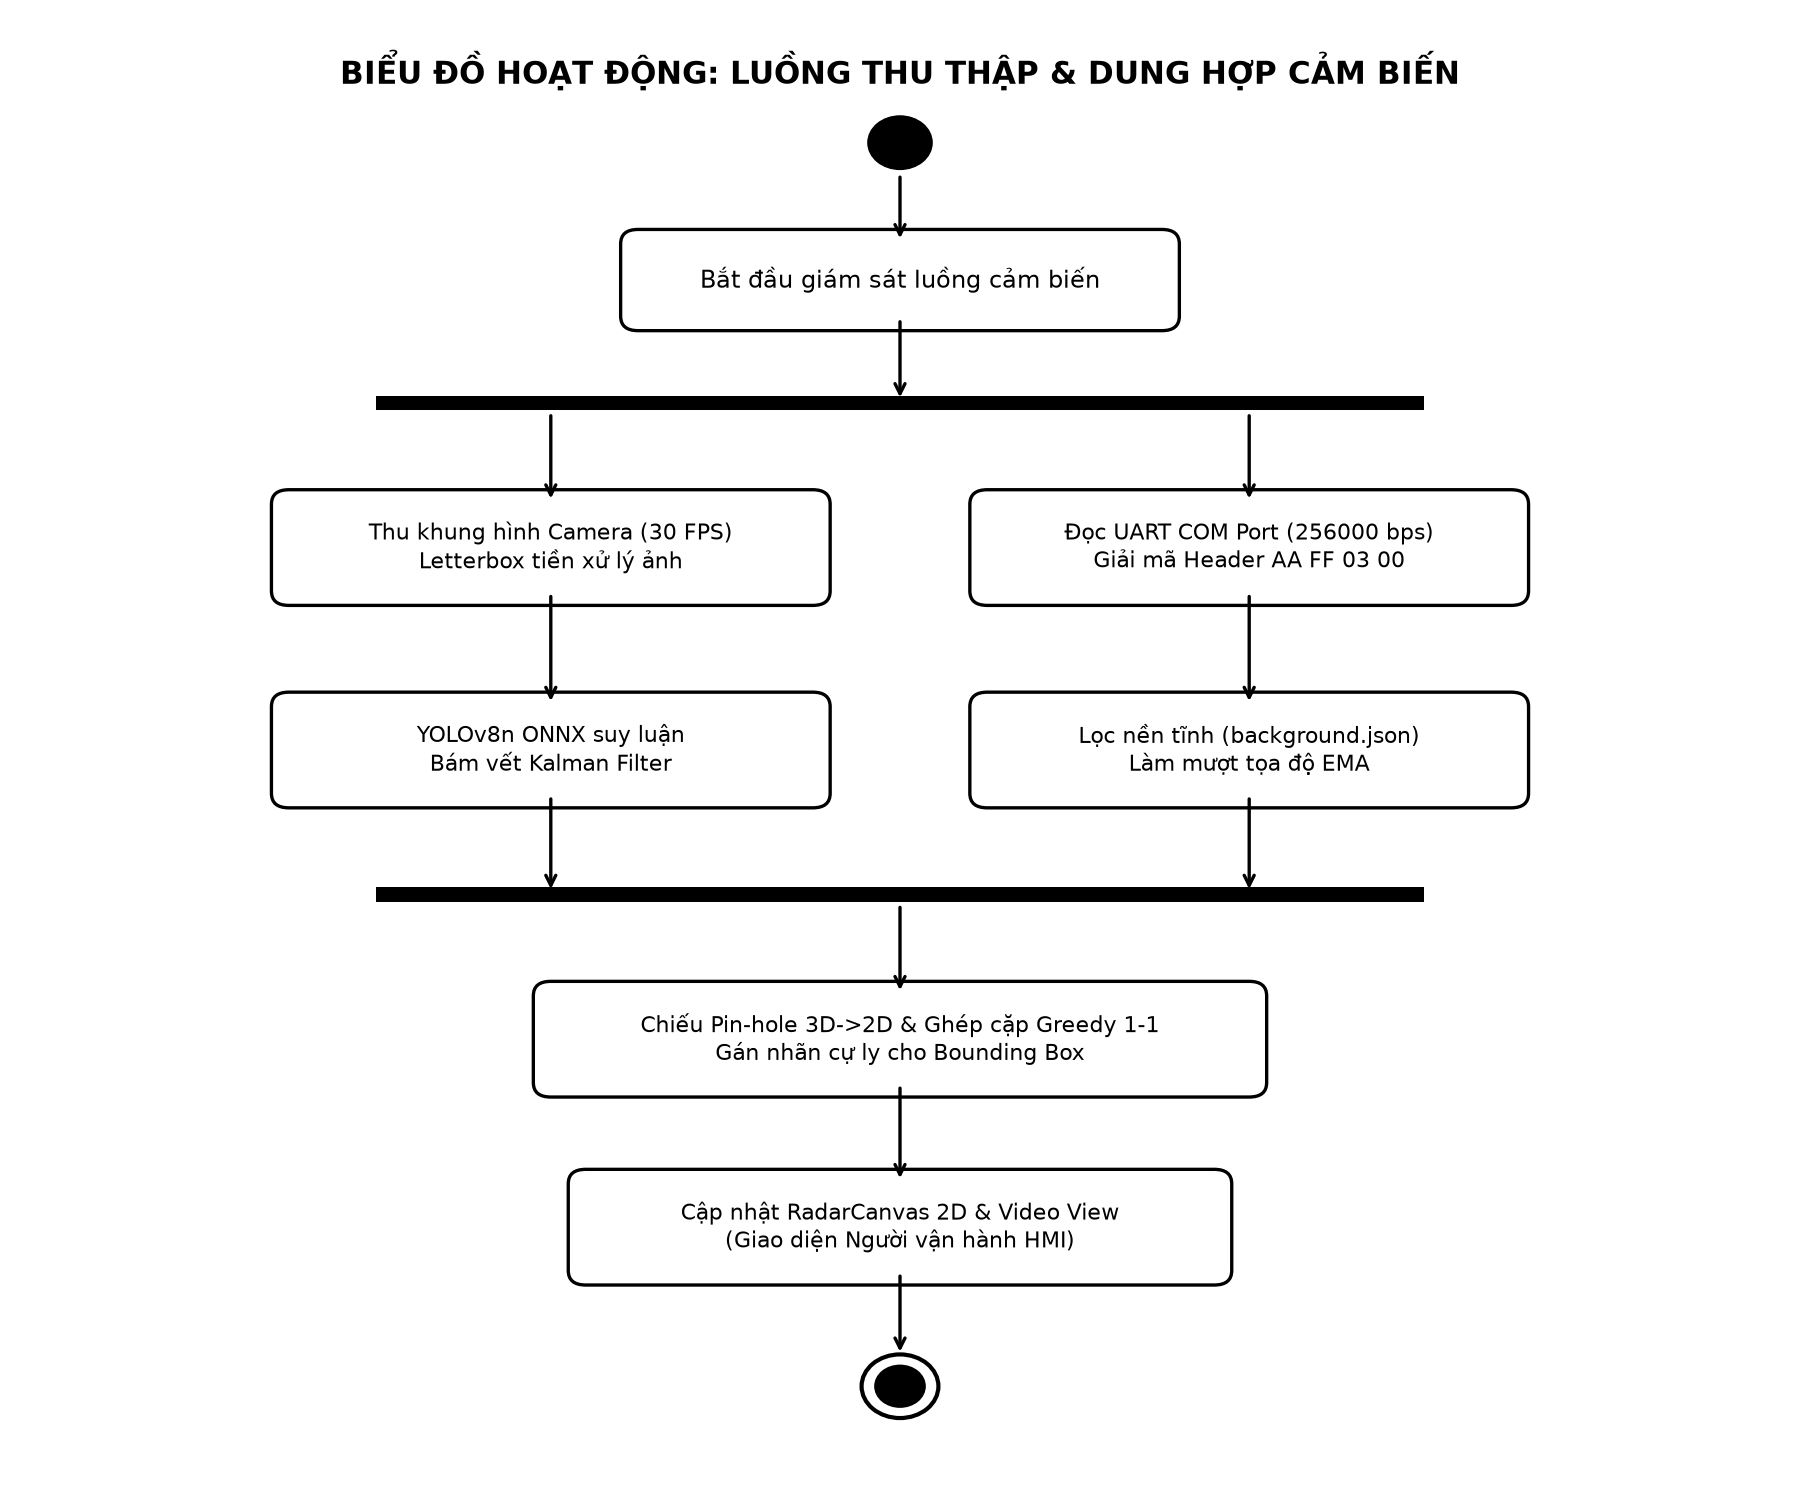 BIỂU ĐỒ HOẠT ĐỘNG: LUỒNG THU THẬP & DUNG HỢP CẢM BIẾN
Bắt đầu giám sát luồng cảm biến
Thu khung hình Camera (30 FPS)
Letterbox tiền xử lý ảnh
Đọc UART COM Port (256000 bps)
Giải mã Header AA FF 03 00
YOLOv8n ONNX suy luận
Bám vết Kalman Filter
Lọc nền tĩnh (background.json)
Làm mượt tọa độ EMA
Chiếu Pin-hole 3D->2D & Ghép cặp Greedy 1-1
Gán nhãn cự ly cho Bounding Box
Cập nhật RadarCanvas 2D & Video View
(Giao diện Người vận hành HMI)